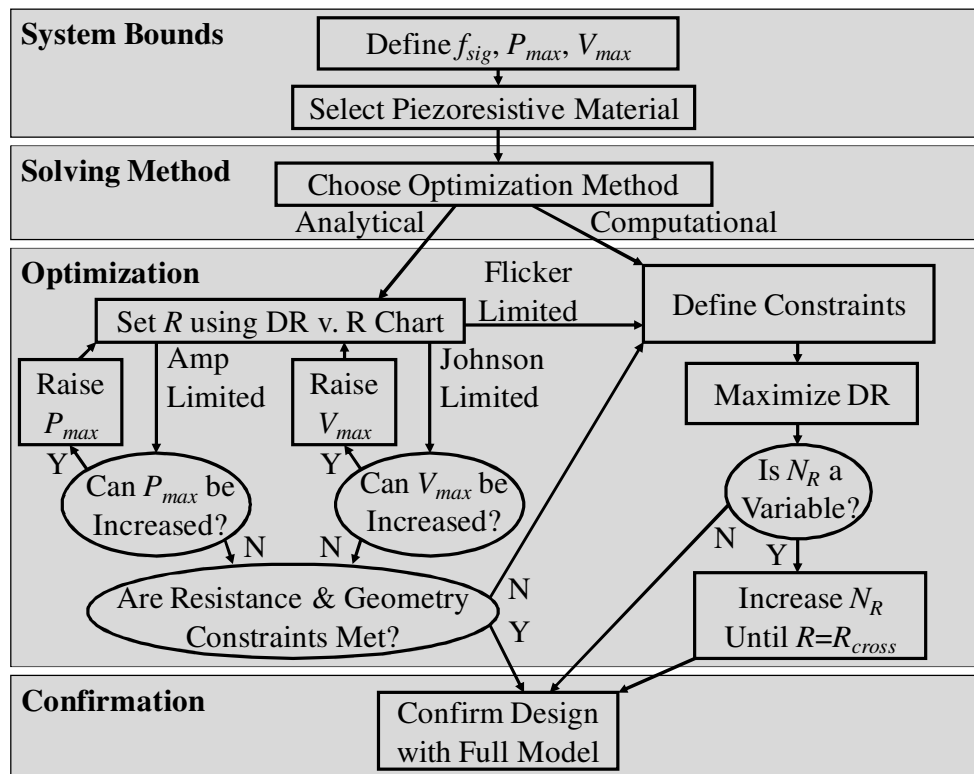 System Bounds
Define f_sig, P_max, V_max
Select Piezoresistive Material
Solving Method
Choose Optimization Method
Analytical
Computational
Optimization
Flicker
Limited
Define Constraints
Set R using DR v. R Chart
Amp
Limited
Johnson
Limited
Raise
P_max
Raise
V_max
Maximize DR
Y
Y
Can P_max be
Increased?
Can V_max be
Increased?
Is N_R a
Variable?
N
N
N
Y
Are Resistance & Geometry
Constraints Met?
N
Y
Increase N_R
Until R=R_cross
Confirmation
Confirm Design
with Full Model